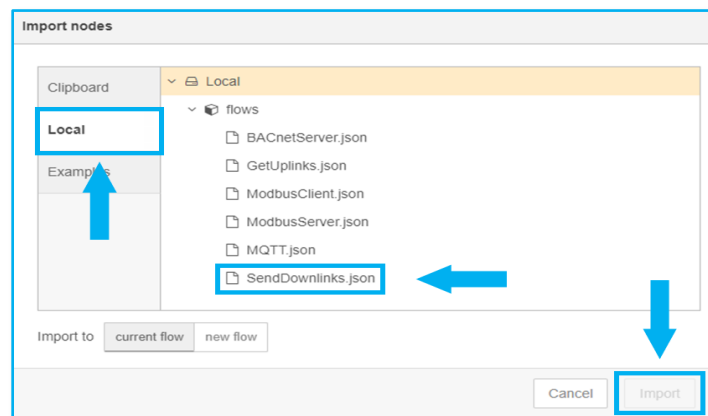 Import nodes
Clipboard
Local
Examples
Local
flows
BACnetServer.json
GetUplinks.json
ModbusClient.json
ModbusServer.json
MQTT.json
SendDownlinks.json
Import to current flow new flow
Cancel Import